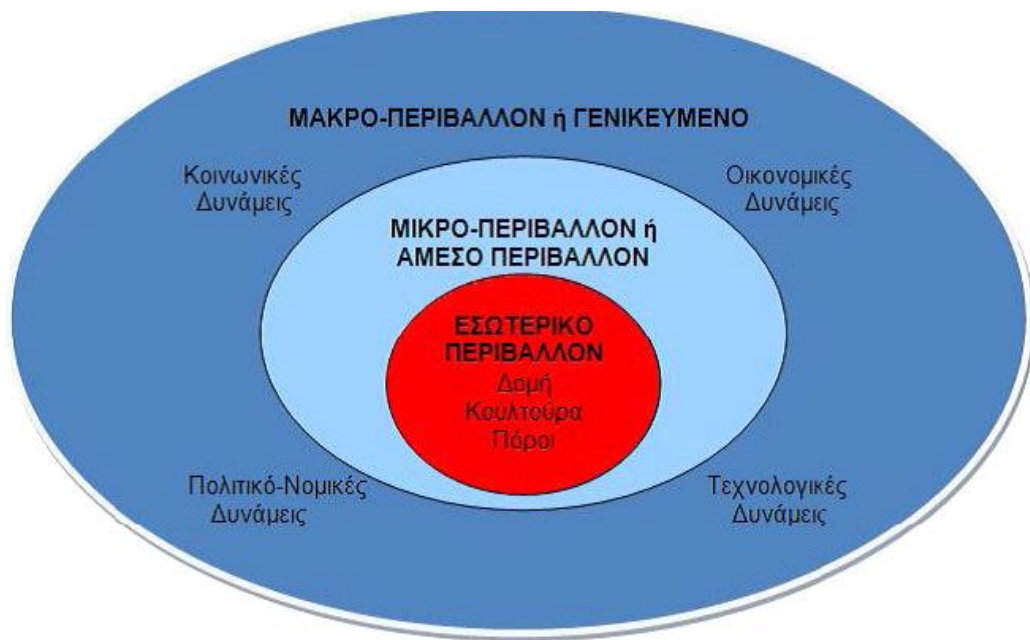 ΜΑΚΡΟ-ΠΕΡΙΒΑΛΛΟΝ ή ΓΕΝΙΚΕΥΜΕΝΟ
Κοινωνικές
Δυνάμεις
Οικονομικές
Δυνάμεις
ΜΙΚΡΟ-ΠΕΡΙΒΑΛΛΟΝ ή
ΑΜΕΣΟ ΠΕΡΙΒΑΛΛΟΝ
ΕΣΩΤΕΡΙΚΟ
ΠΕΡΙΒΑΛΛΟΝ
Δομή
Κουλτούρα
Πόροι
Πολιτικό-Νομικές
Δυνάμεις
Τεχνολογικές
Δυνάμεις